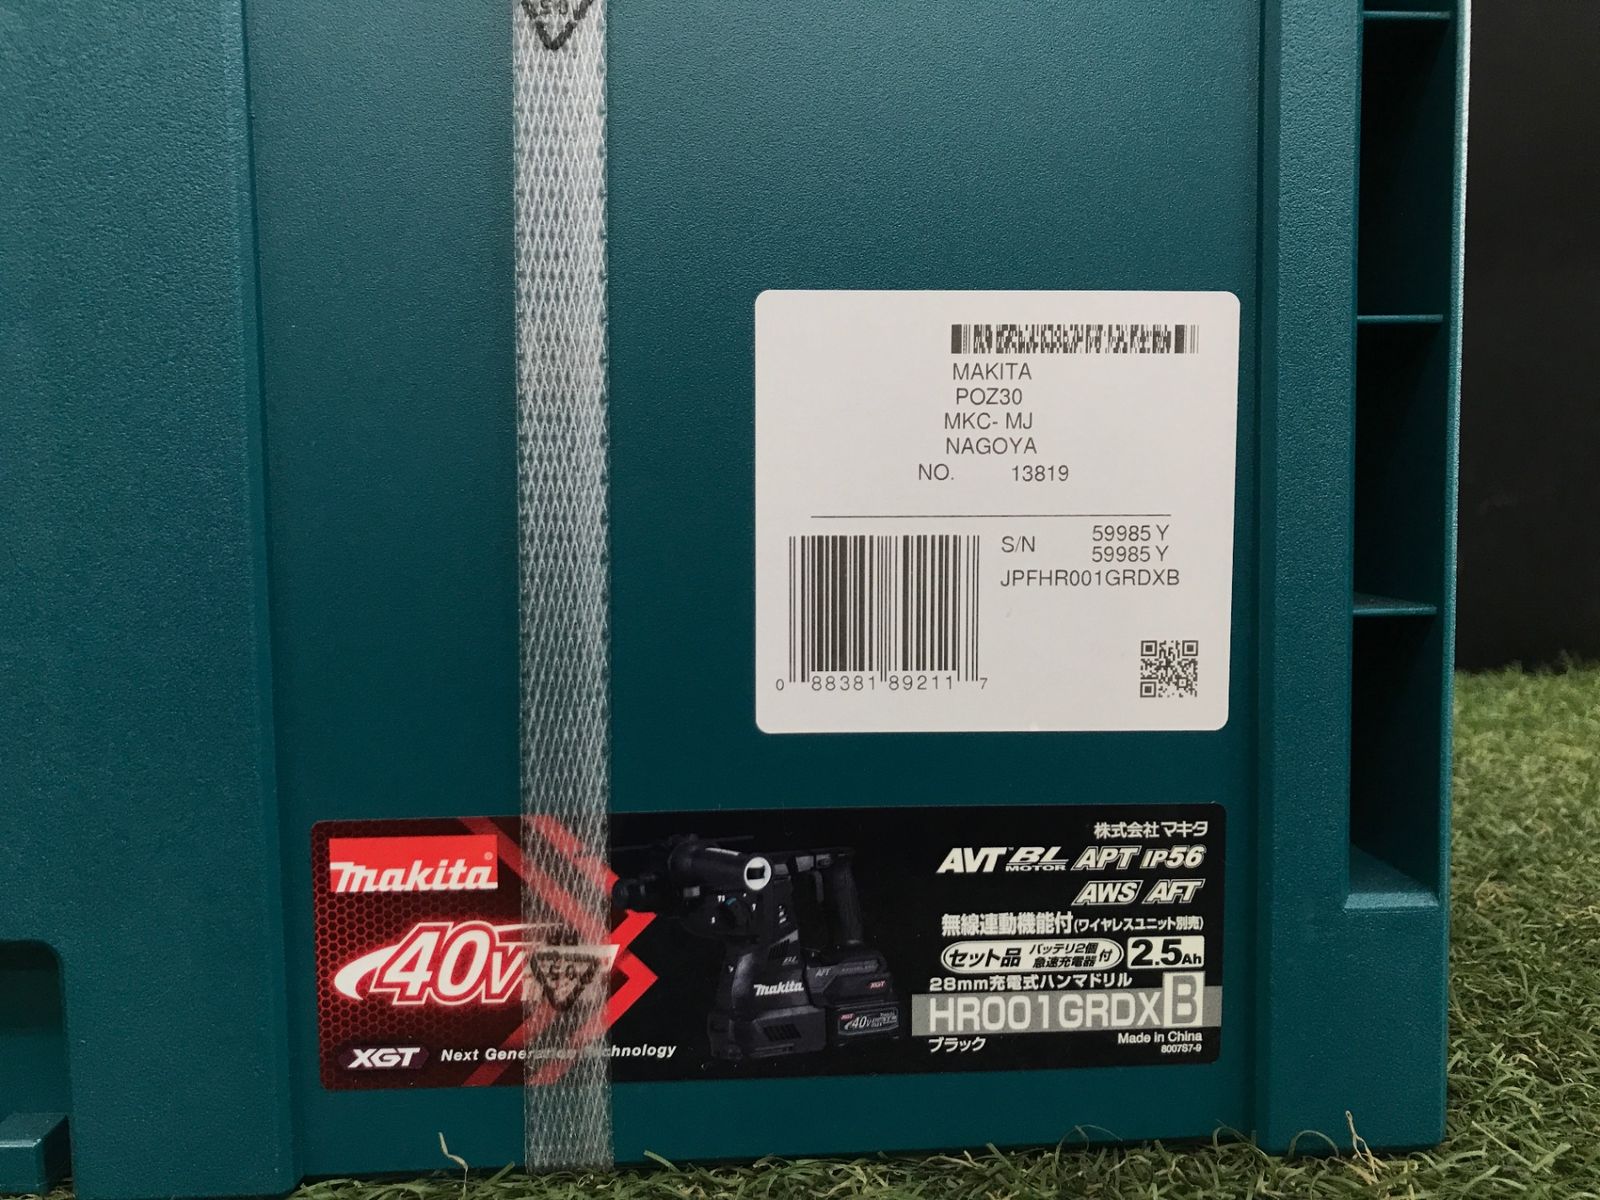 MAKITA
POZ30
MKC- MJ
NAGOYA
NO. 13819
S/N 59985 Y
59985 Y
JPFHR001GRDXB
0 88381 89211 7
makita®
40V
XGT Next Generation Technology
makita
株式会社マキタ
AVT BL MOTOR APT IP56
AWS AFT
無線連動機能付(ワイヤレスユニット別売)
セット品 バッテリ2個 急速充電器 付 2.5Ah
28mm充電式ハンマドリル
HR001GRDXB
ブラック
Made in China
8007S7-9